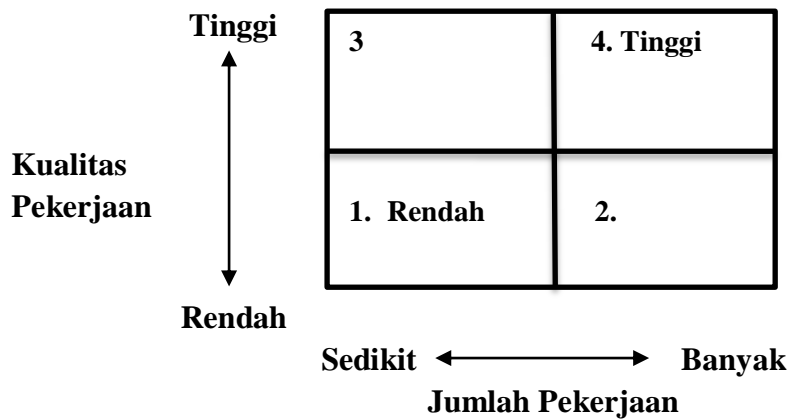 Tinggi
3
4. Tinggi
Kualitas
Pekerjaan
1. Rendah
2.
Rendah
Sedikit
Banyak
Jumlah Pekerjaan